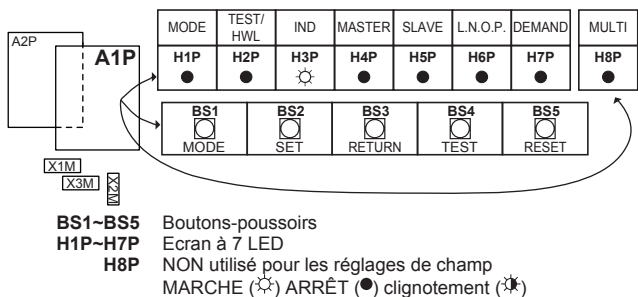 A2P
A1P
MODE TEST/HWL IND MASTER SLAVE L.N.O.P. DEMAND MULTI
H1P H2P H3P H4P H5P H6P H7P H8P
BS1 BS2 BS3 BS4 BS5
MODE SET RETURN TEST RESET
X1M
X3M
X2M
BS1~BS5 Boutons-poussoirs
H1P~H7P Ecran à 7 LED
H8P NON utilisé pour les réglages de champ
MARCHE () ARRÊT (●) clignotement ()